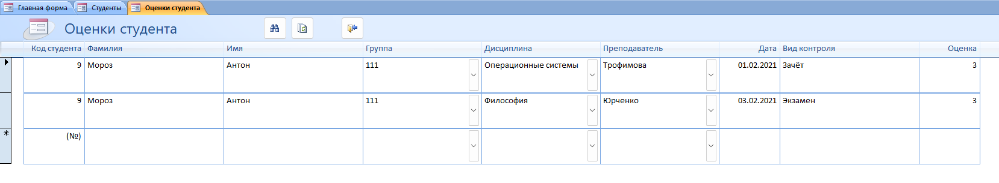 Главная форма Студенты Оценки студента
Оценки студента
Код студента Фамилия Имя Группа Дисциплина Преподаватель Дата Вид контроля Оценка
9 Мороз Антон 111 Операционные системы Трофимова 01.02.2021 Зачёт 3
9 Мороз Антон 111 Философия Юрченко 03.02.2021 Экзамен 3
(№)